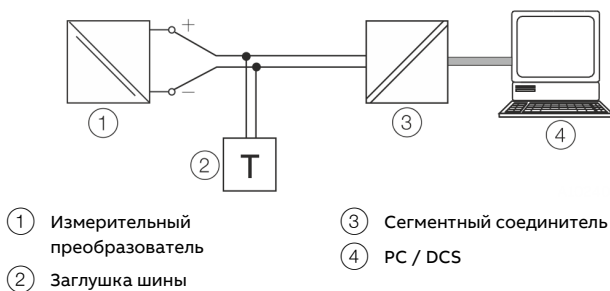 +
−
T
1
2
3
4
1 Измерительный
преобразователь
2 Заглушка шины
3 Сегментный соединитель
4 PC / DCS